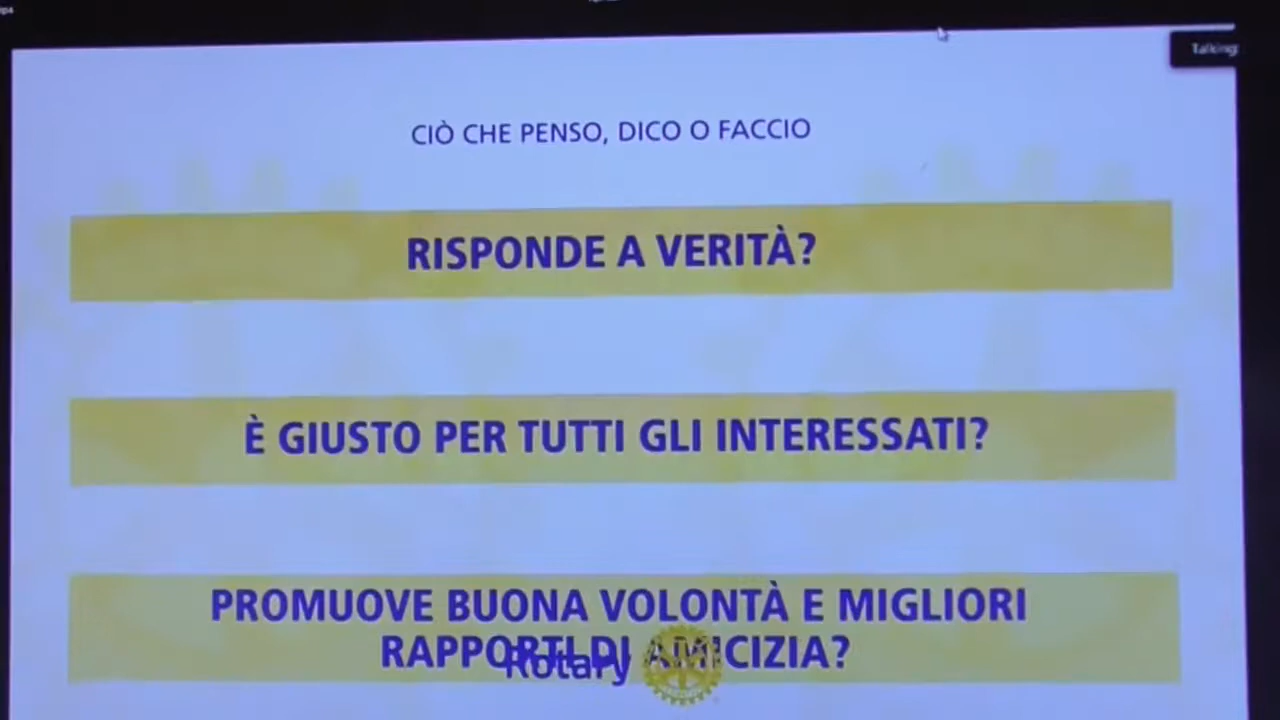 Talking:
CIÒ CHE PENSO, DICO O FACCIO
RISPONDE A VERITÀ?
È GIUSTO PER TUTTI GLI INTERESSATI?
PROMUOVE BUONA VOLONTÀ E MIGLIORI
RAPPORTI DI AMICIZIA?
Rotary